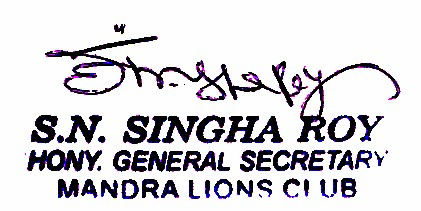 S.N. SINGHA ROY
HONY. GENERAL SECRETARY
MANDRA LIONS CLUB